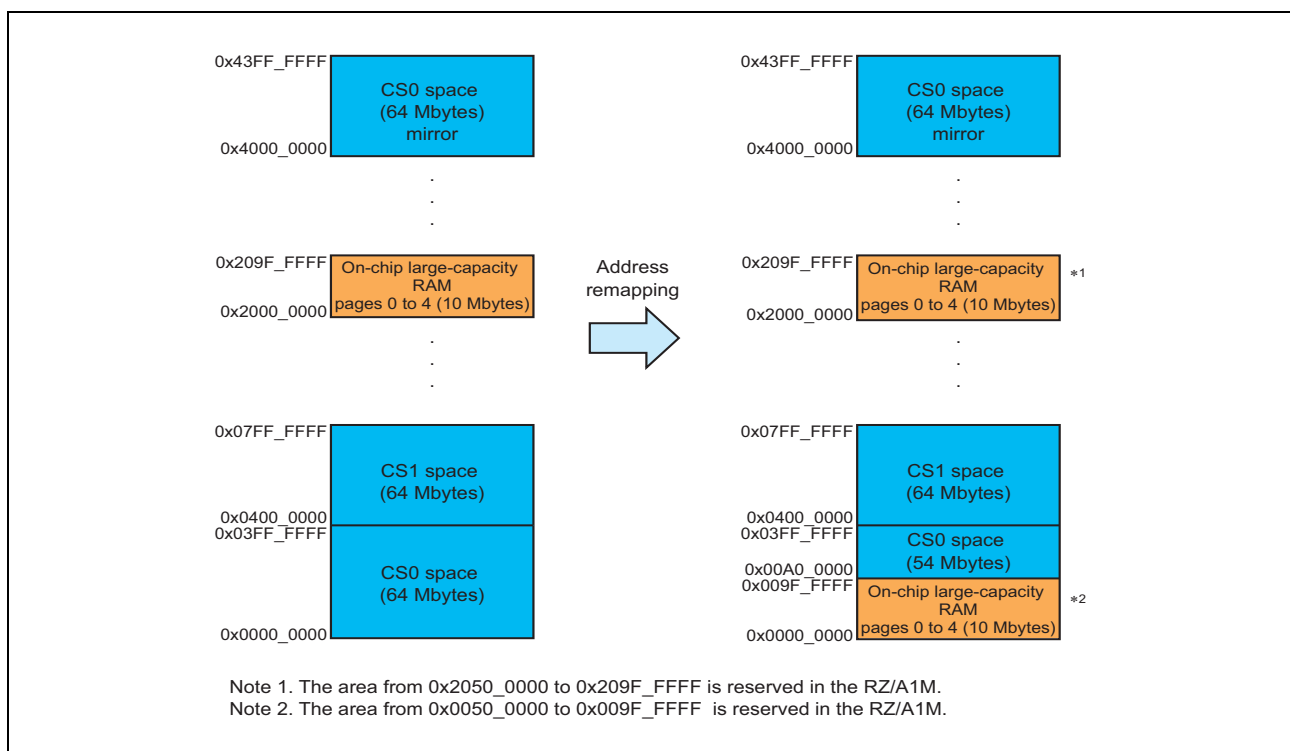 0x43FF_FFFF
CS0 space
(64 Mbytes)
mirror
0x4000_0000
.
.
.
0x209F_FFFF
On-chip large-capacity
RAM
pages 0 to 4 (10 Mbytes)
0x2000_0000
.
.
.
0x07FF_FFFF
CS1 space
(64 Mbytes)
0x0400_0000
0x03FF_FFFF
CS0 space
(64 Mbytes)
0x0000_0000
Address
remapping
0x43FF_FFFF
CS0 space
(64 Mbytes)
mirror
0x4000_0000
.
.
.
0x209F_FFFF
On-chip large-capacity
RAM
pages 0 to 4 (10 Mbytes)
*1
0x2000_0000
.
.
.
0x07FF_FFFF
CS1 space
(64 Mbytes)
0x0400_0000
0x03FF_FFFF
CS0 space
(54 Mbytes)
0x00A0_0000
0x009F_FFFF
On-chip large-capacity
RAM
pages 0 to 4 (10 Mbytes)
*2
0x0000_0000
Note 1. The area from 0x2050_0000 to 0x209F_FFFF is reserved in the RZ/A1M.
Note 2. The area from 0x0050_0000 to 0x009F_FFFF is reserved in the RZ/A1M.